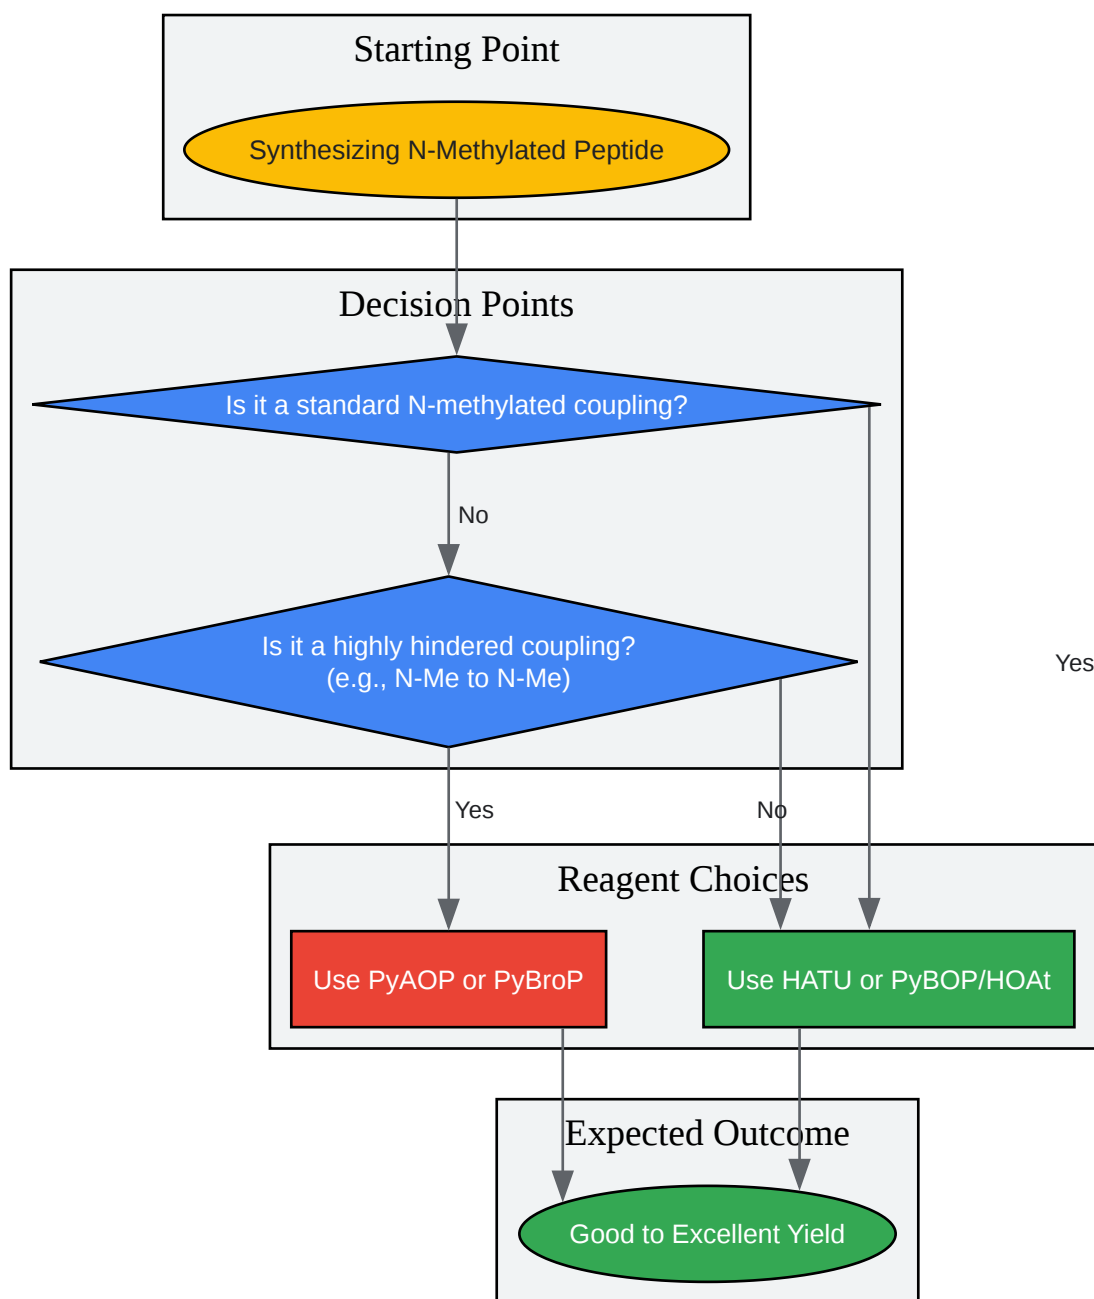 Starting Point
Synthesizing N-Methylated Peptide
Decision Points
Is it a standard N-methylated coupling?
No
Is it a highly hindered coupling?
(e.g., N-Me to N-Me)
Yes
Yes
No
Reagent Choices
Use PyAOP or PyBroP
Use HATU or PyBOP/HOAt
Expected Outcome
Good to Excellent Yield